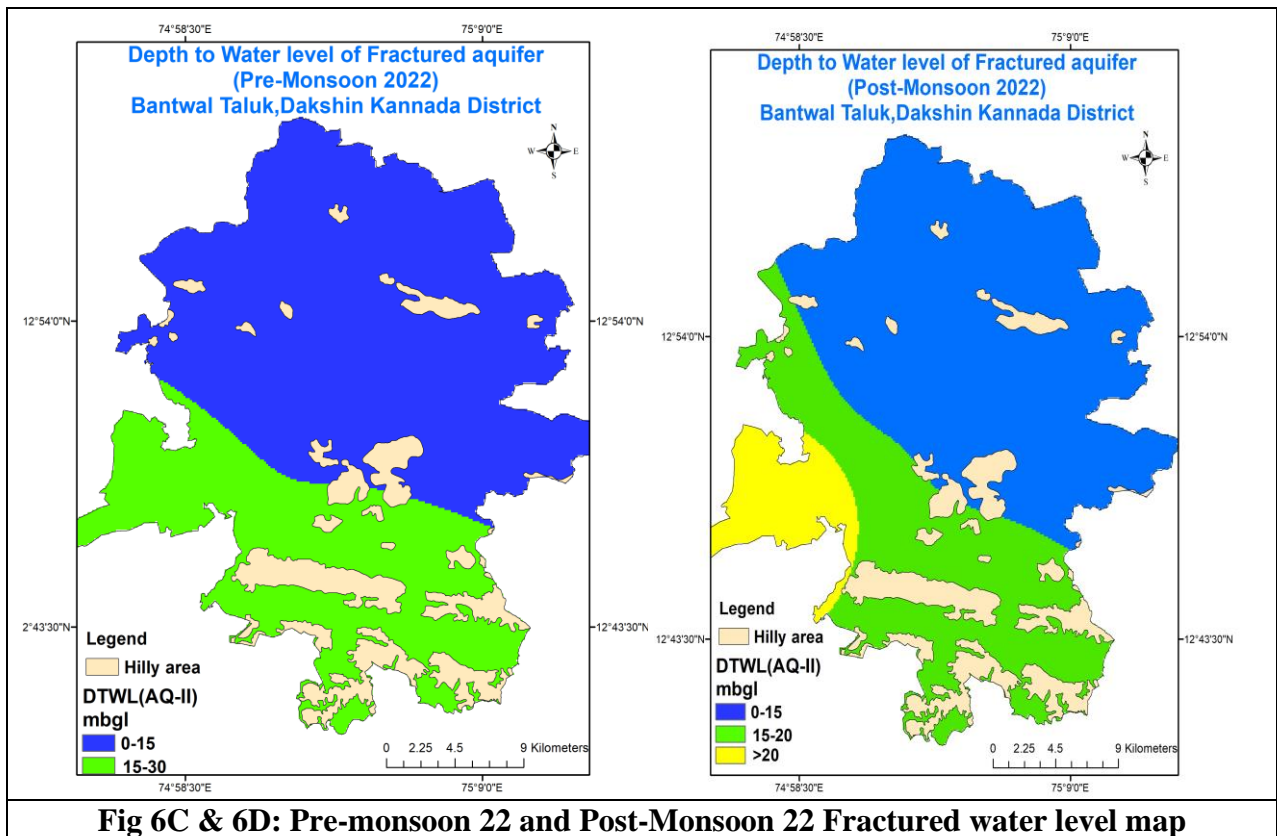 74°58'30"E
75°9'0"E
Depth to Water level of Fractured aquifer
(Pre-Monsoon 2022)
Bantwal Taluk,Dakshin Kannada District
N
W
E
S
12°54'0"N
12°54'0"N
2°43'30"N
12°43'30"N
Legend
Hilly area
DTWL(AQ-II)
mbgl
0-15
15-30
0 2.25 4.5 9 Kilometers
74°58'30"E
75°9'0"E
74°58'30"E
75°9'0"E
Depth to Water level of Fractured aquifer
(Post-Monsoon 2022)
Bantwal Taluk,Dakshin Kannada District
N
W
E
S
12°54'0"N
12°54'0"N
12°43'30"N
12°43'30"N
Legend
Hilly area
DTWL(AQ-II)
mbgl
0-15
15-20
>20
0 2.25 4.5 9 Kilometers
74°58'30"E
75°9'0"E
Fig 6C & 6D: Pre-monsoon 22 and Post-Monsoon 22 Fractured water level map